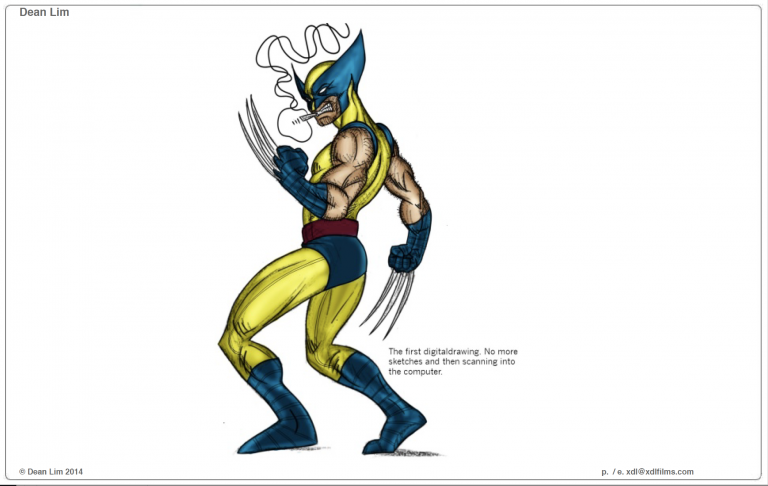 Dean Lim
The first digitaldrawing. No more
sketches and then scanning into
the computer.
© Dean Lim 2014
p. / e. xdl@xdlfilms.com